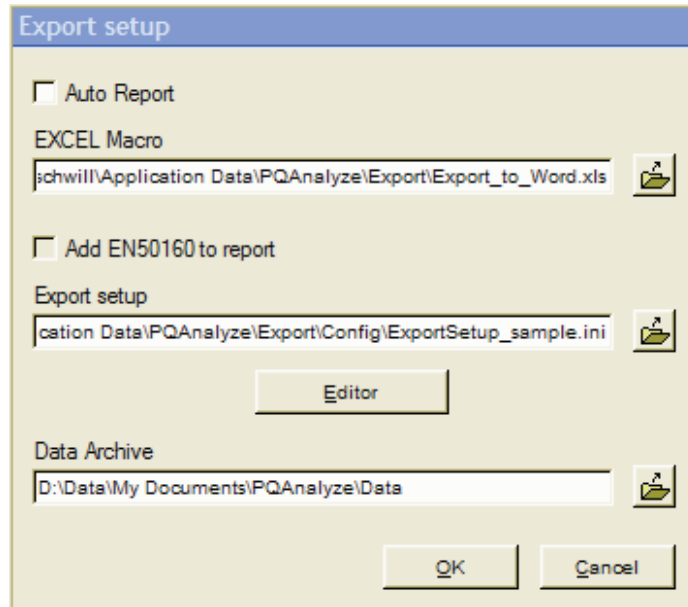 Export setup
Auto Report
EXCEL Macro
schwill\Application Data\PQAnalyze\Export\Export_to_Word.xls
Add EN50160 to report
Export setup
cation Data\PQAnalyze\Export\Config\ExportSetup_sample.ini
Editor
Data Archive
D:\Data\My Documents\PQAnalyze\Data
OK Cancel